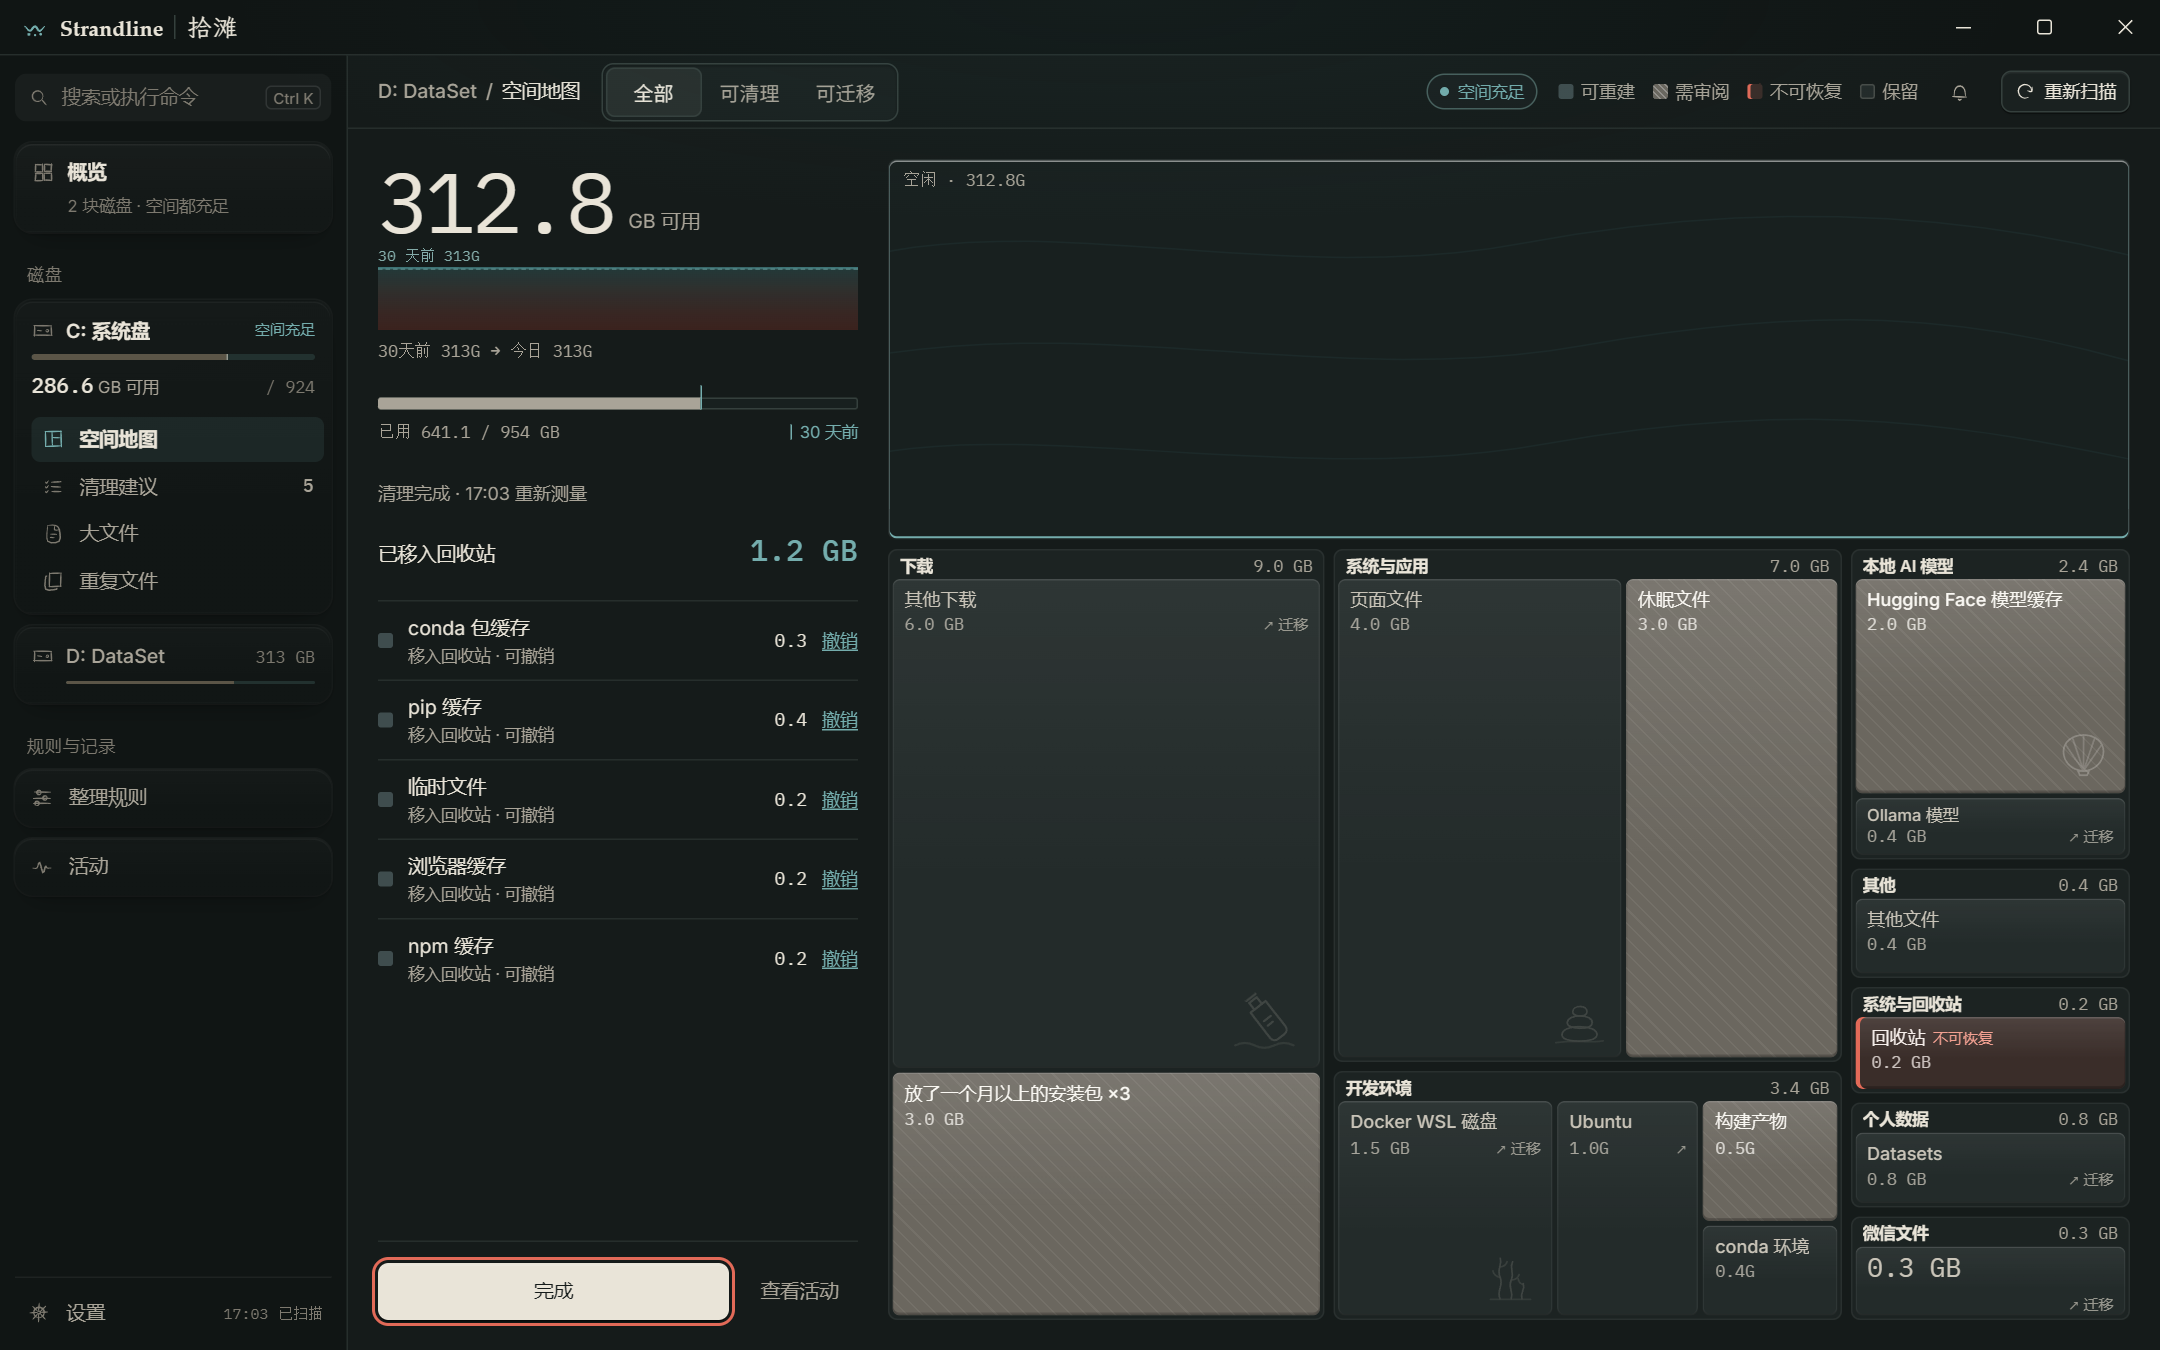 Strandline | 拾滩
搜索或执行命令 Ctrl K
概览
2 块磁盘 · 空间都充足
磁盘
C: 系统盘 空间充足
286.6 GB 可用 / 924
空间地图
清理建议 5
大文件
重复文件
D: DataSet 313 GB
规则与记录
整理规则
活动
设置 17:03 已扫描
D: DataSet / 空间地图 全部 可清理 可迁移
空间充足 可重建 需审阅 不可恢复 保留 重新扫描
312.8 GB 可用
30 天前 313G
30天前 313G → 今日 313G
已用 641.1 / 954 GB | 30 天前
清理完成 · 17:03 重新测量
已移入回收站 1.2 GB
conda 包缓存
移入回收站 · 可撤销
0.3 撤销
pip 缓存
移入回收站 · 可撤销
0.4 撤销
临时文件
移入回收站 · 可撤销
0.2 撤销
浏览器缓存
移入回收站 · 可撤销
0.2 撤销
npm 缓存
移入回收站 · 可撤销
0.2 撤销
完成 查看活动
空闲 · 312.8G
下载 9.0 GB
其他下载
6.0 GB ↗ 迁移
放了一个月以上的安装包 ×3
3.0 GB
系统与应用 7.0 GB
页面文件
4.0 GB
休眠文件
3.0 GB
开发环境 3.4 GB
Docker WSL 磁盘
1.5 GB ↗ 迁移
Ubuntu
1.0G ↗
构建产物
0.5G
conda 环境
0.4G
本地 AI 模型 2.4 GB
Hugging Face 模型缓存
2.0 GB
Ollama 模型
0.4 GB ↗ 迁移
其他 0.4 GB
其他文件
0.4 GB
系统与回收站 0.2 GB
回收站 不可恢复
0.2 GB
个人数据 0.8 GB
Datasets
0.8 GB ↗ 迁移
微信文件 0.3 GB
0.3 GB
↗ 迁移